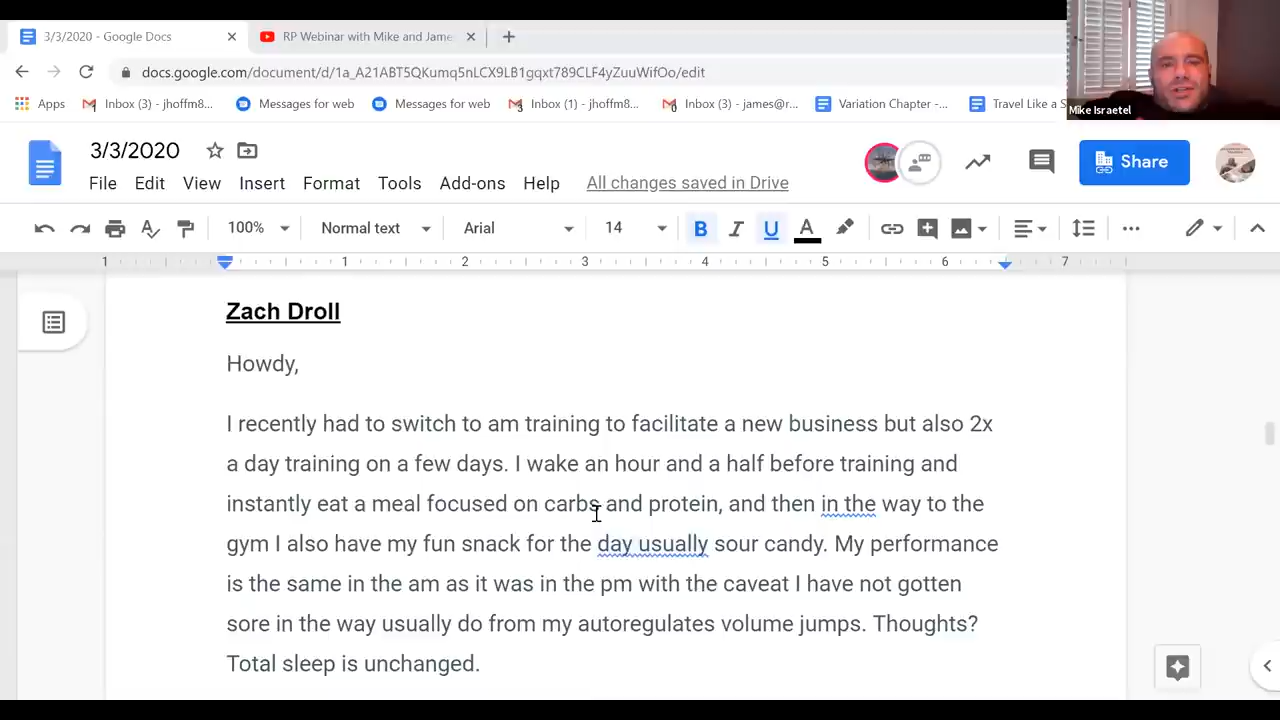 3/3/2020 - Google Docs
RP Webinar with Mike and Jame
Mike Israetel
Apps
Inbox (3) - jhoffm8...
Messages for web
Messages for web
Inbox (1) - jhoffm8...
james@r...
Variation Chapter -...
Travel Like a S
3/3/2020
Share
File Edit View Insert Format Tools Add-ons Help All changes saved in Drive
100% Normal text Arial 14 B I U A
1 1 2 3 4 5 6 7
Zach Droll
Howdy,
I recently had to switch to am training to facilitate a new business but also 2x
a day training on a few days. I wake an hour and a half before training and
instantly eat a meal focused on carbs and protein, and then in the way to the
gym I also have my fun snack for the day usually sour candy. My performance
is the same in the am as it was in the pm with the caveat I have not gotten
sore in the way usually do from my autoregulates volume jumps. Thoughts?
Total sleep is unchanged.